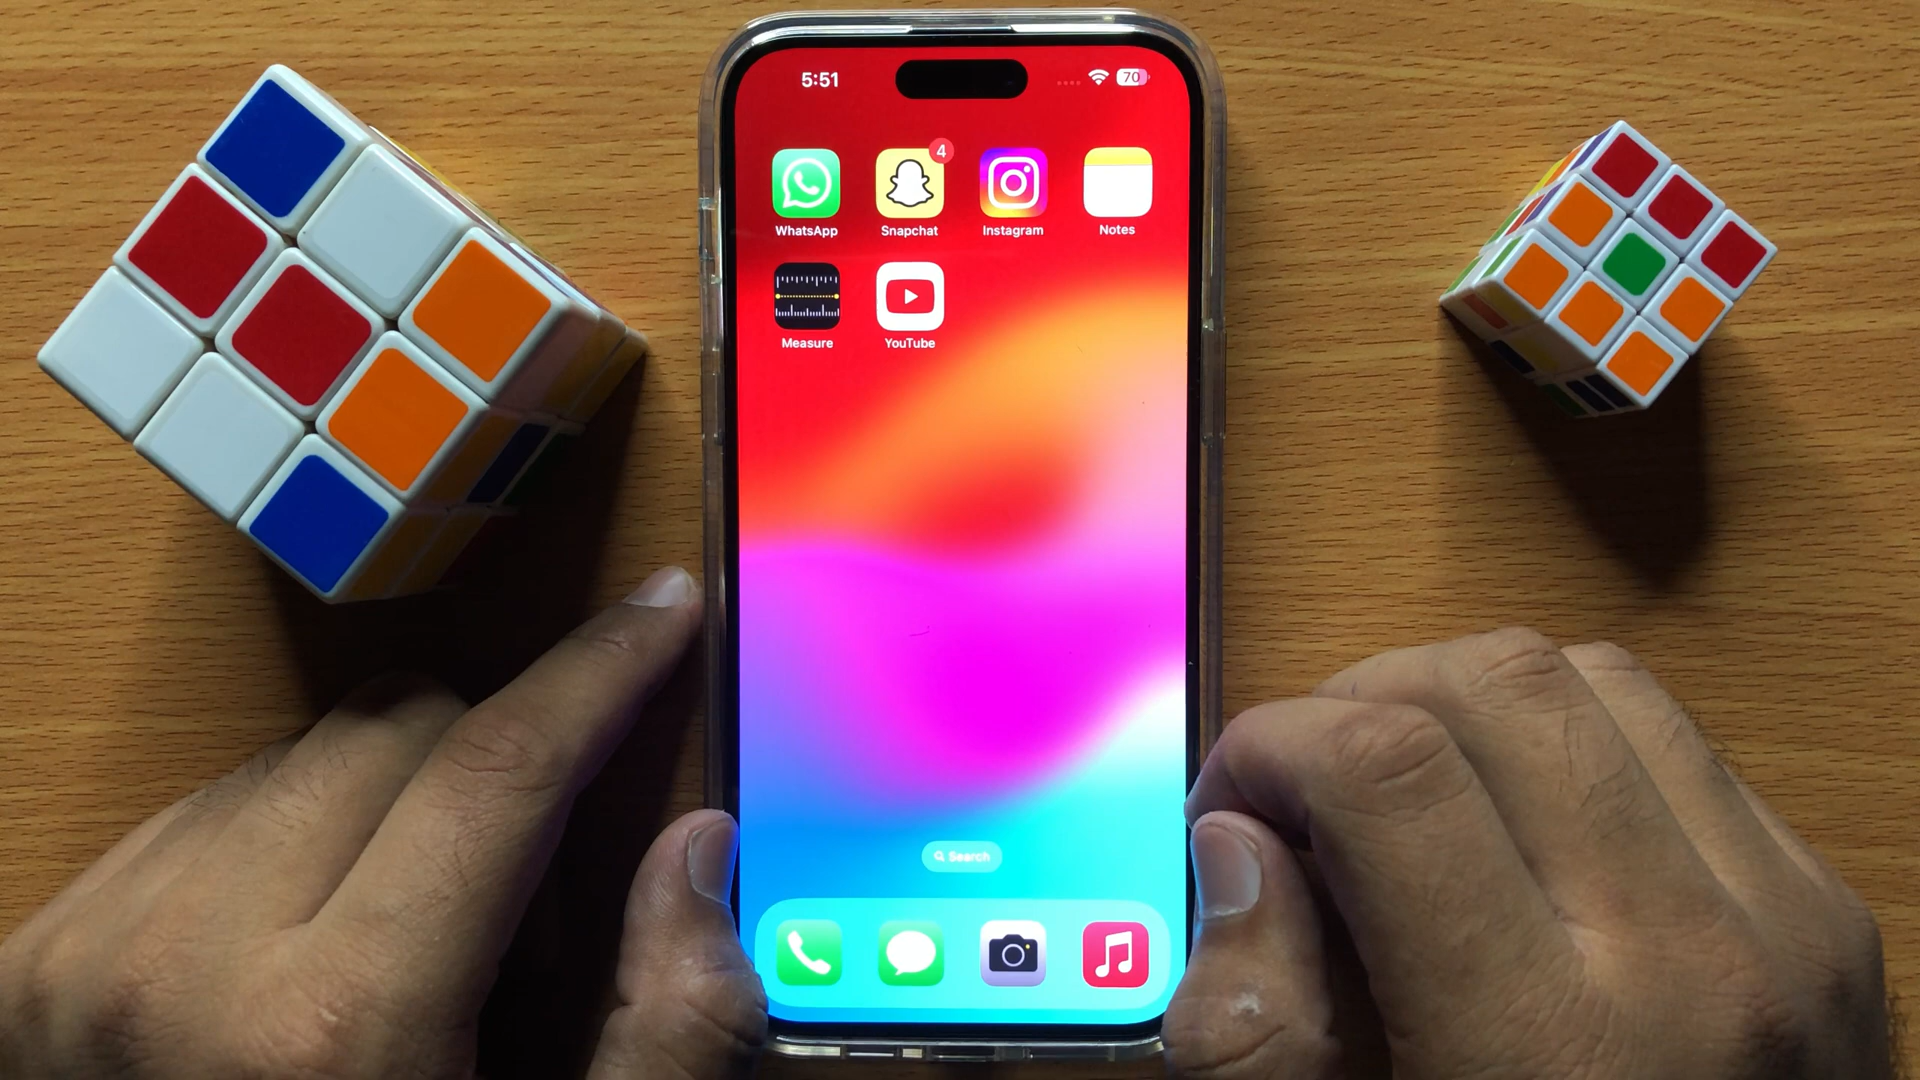 5:51 70
4
WhatsApp Snapchat Instagram Notes
Measure YouTube
Search